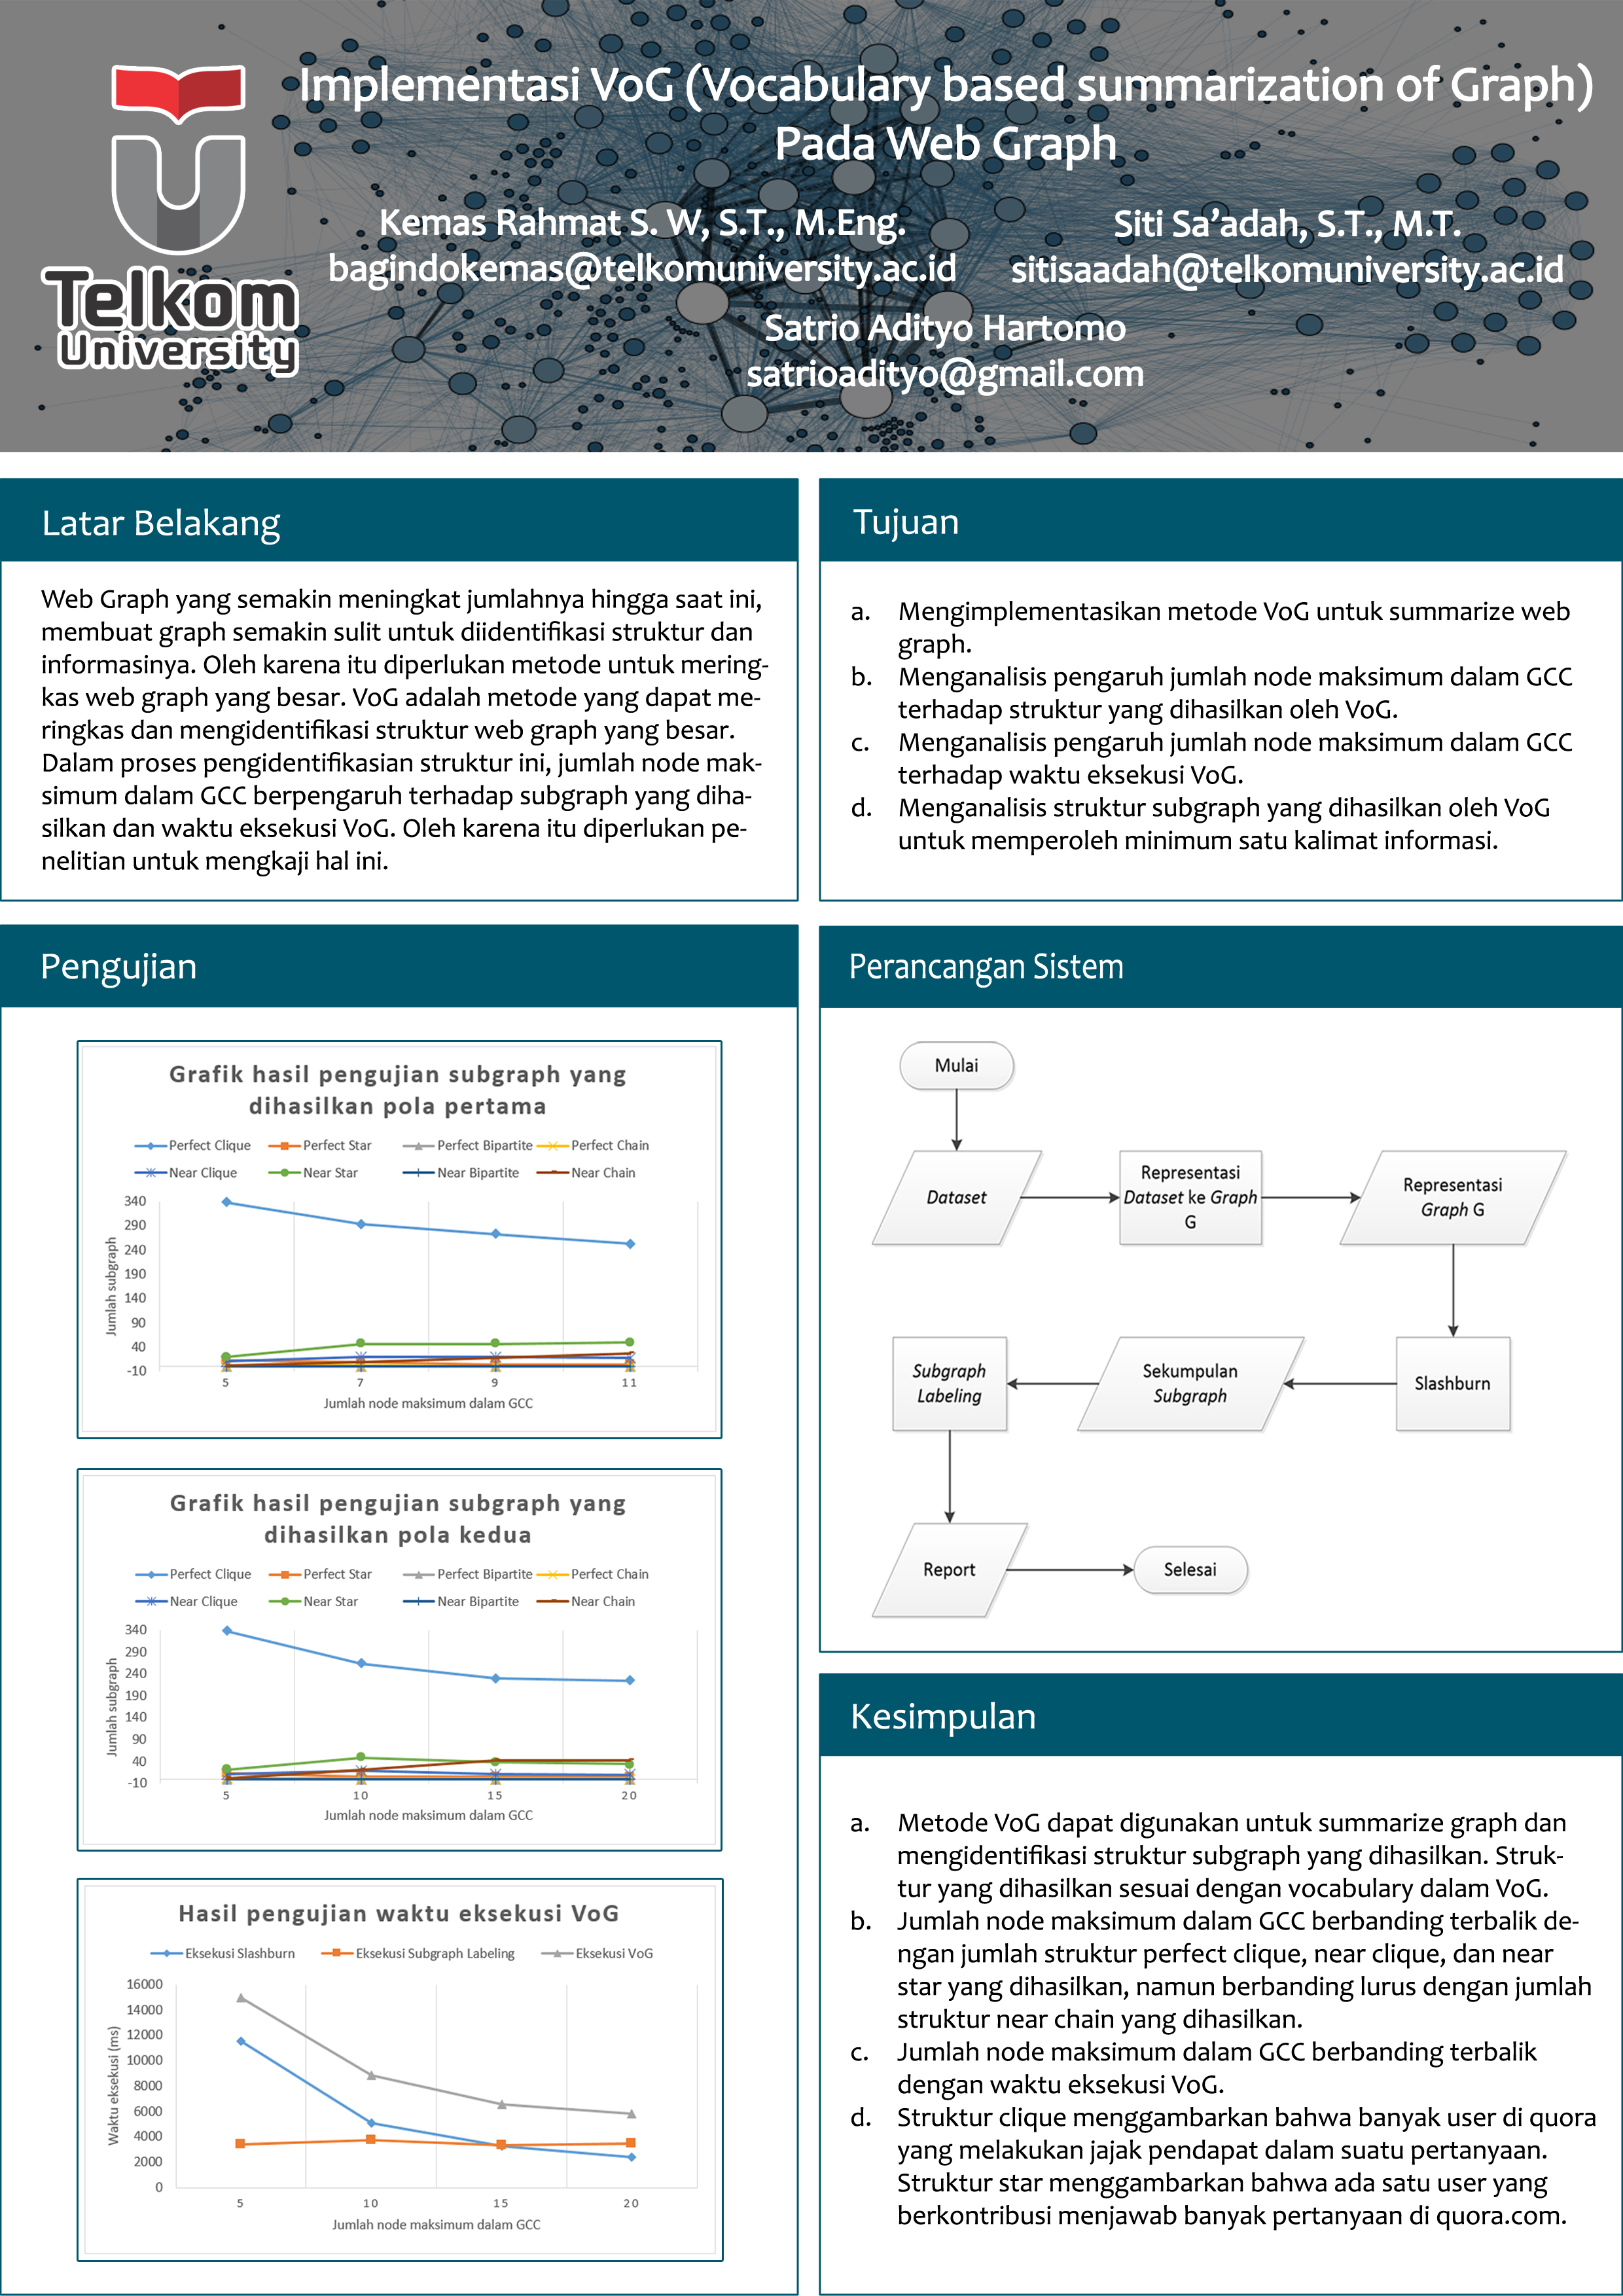 Implementasi VoG (Vocabulary based summarization of Graph)
Pada Web Graph
Kemas Rahmat S. W, S.T., M.Eng.
bagindokemas@telkomuniversity.ac.id
Siti Sa’adah, S.T., M.T.
sitisaadah@telkomuniversity.ac.id
Satrio Adityo Hartomo
satrioadityo@gmail.com
Telkom
University
Latar Belakang
Web Graph yang semakin meningkat jumlahnya hingga saat ini,
membuat graph semakin sulit untuk diidentifikasi struktur dan
informasinya. Oleh karena itu diperlukan metode untuk mering-
kas web graph yang besar. VoG adalah metode yang dapat me-
ringkas dan mengidentifikasi struktur web graph yang besar.
Dalam proses pengidentifikasian struktur ini, jumlah node mak-
simum dalam GCC berpengaruh terhadap subgraph yang diha-
silkan dan waktu eksekusi VoG. Oleh karena itu diperlukan pe-
nelitian untuk mengkaji hal ini.
Tujuan
a. Mengimplementasikan metode VoG untuk summarize web
graph.
b. Menganalisis pengaruh jumlah node maksimum dalam GCC
terhadap struktur yang dihasilkan oleh VoG.
c. Menganalisis pengaruh jumlah node maksimum dalam GCC
terhadap waktu eksekusi VoG.
d. Menganalisis struktur subgraph yang dihasilkan oleh VoG
untuk memperoleh minimum satu kalimat informasi.
Pengujian
Grafik hasil pengujian subgraph yang
dihasilkan pola pertama
Perfect Clique Perfect Star Perfect Bipartite Perfect Chain
Near Clique Near Star Near Bipartite Near Chain
340
290
240
190
140
90
40
-10
Jumlah subgraph
5 7 9 11
Jumlah node maksimum dalam GCC
Grafik hasil pengujian subgraph yang
dihasilkan pola kedua
Perfect Clique Perfect Star Perfect Bipartite Perfect Chain
Near Clique Near Star Near Bipartite Near Chain
340
290
240
190
140
90
40
-10
Jumlah subgraph
5 10 15 20
Jumlah node maksimum dalam GCC
Hasil pengujian waktu eksekusi VoG
Eksekusi Slashburn Eksekusi Subgraph Labeling Eksekusi VoG
16000
14000
12000
10000
8000
6000
4000
2000
0
Waktu eksekusi (ms)
5 10 15 20
Jumlah node maksimum dalam GCC
Perancangan Sistem
Mulai
Dataset
Representasi
Dataset ke Graph
G
Representasi
Graph G
Slashburn
Sekumpulan
Subgraph
Subgraph
Labeling
Report
Selesai
Kesimpulan
a. Metode VoG dapat digunakan untuk summarize graph dan
mengidentifikasi struktur subgraph yang dihasilkan. Struk-
tur yang dihasilkan sesuai dengan vocabulary dalam VoG.
b. Jumlah node maksimum dalam GCC berbanding terbalik de-
ngan jumlah struktur perfect clique, near clique, dan near
star yang dihasilkan, namun berbanding lurus dengan jumlah
struktur near chain yang dihasilkan.
c. Jumlah node maksimum dalam GCC berbanding terbalik
dengan waktu eksekusi VoG.
d. Struktur clique menggambarkan bahwa banyak user di quora
yang melakukan jajak pendapat dalam suatu pertanyaan.
Struktur star menggambarkan bahwa ada satu user yang
berkontribusi menjawab banyak pertanyaan di quora.com.